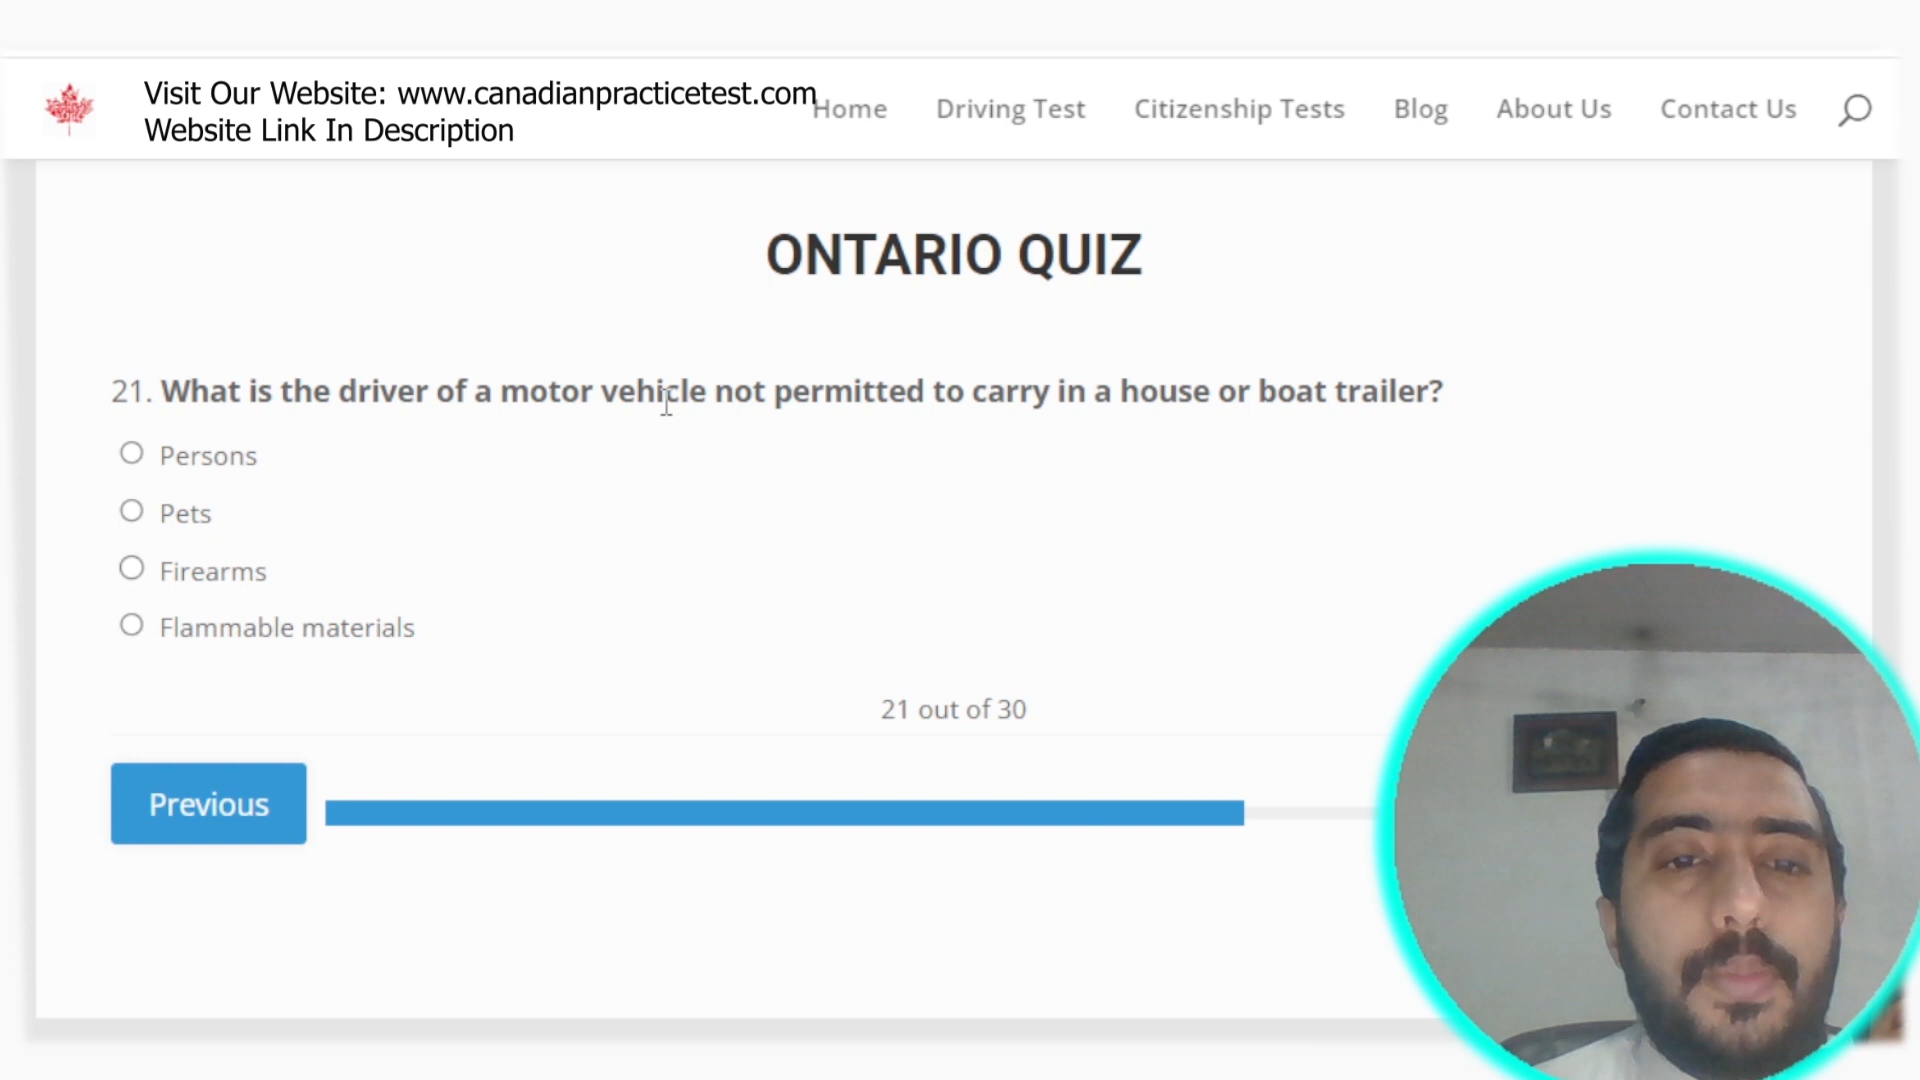 Visit Our Website: www.canadianpracticetest.com
Website Link In Description
Home Driving Test Citizenship Tests Blog About Us Contact Us
ONTARIO QUIZ
21. What is the driver of a motor vehicle not permitted to carry in a house or boat trailer?
Persons
Pets
Firearms
Flammable materials
21 out of 30
Previous